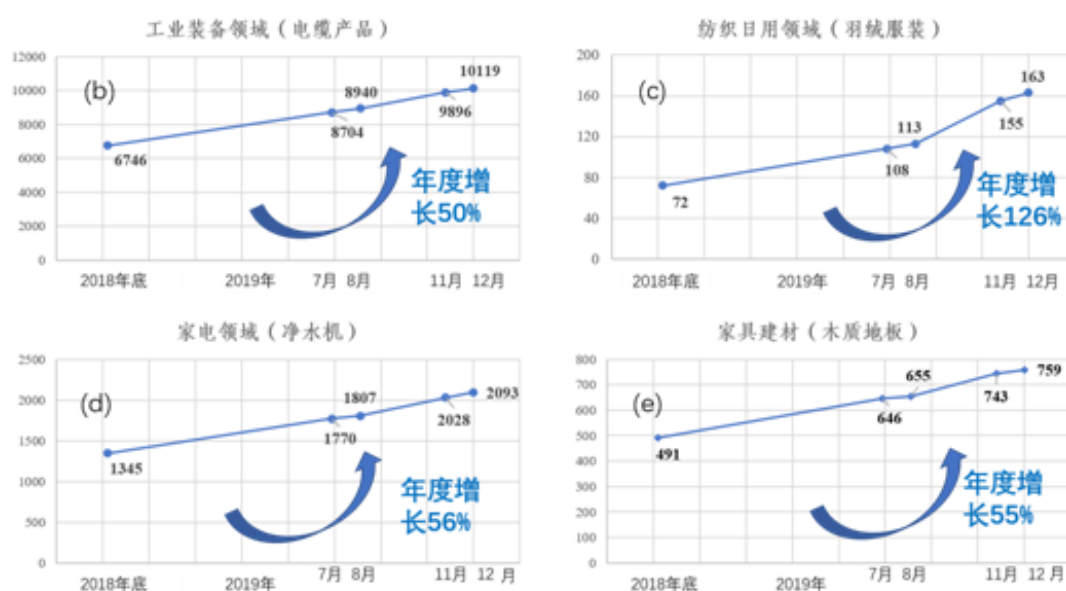 工业装备领域（电缆产品）
12000
10000
8000
6000
4000
2000
0
(b)
6746
8704
8940
9896
10119
年度增
长50%
2018年底 2019年 7月 8月 11月 12月
纺织日用领域（羽绒服装）
200
160
120
80
40
0
(c)
72
108
113
155
163
年度增
长126%
2018年底 2019年 7月 8月 11月 12月
家电领域（净水机）
2500
2000
1500
1000
500
0
(d)
1345
1770
1807
2028
2093
年度增
长56%
2018年底 2019年 7月 8月 11月 12 月
家具建材（木质地板）
800
700
600
500
400
300
200
100
0
(e)
491
646
655
743
759
年度增
长55%
2018年底 2019年 7月 8月 11月 12 月